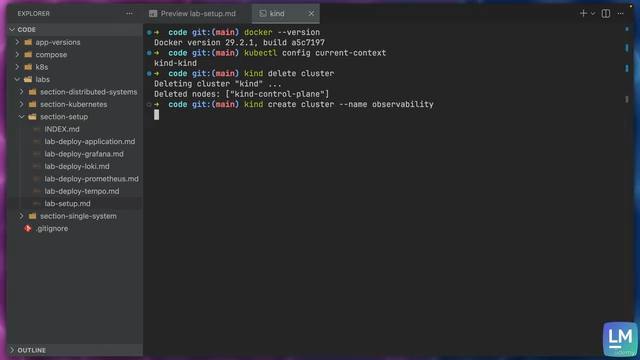 EXPLORER
Preview lab-setup.md
kind
CODE
app-versions
compose
k8s
labs
section-distributed-systems
section-kubernetes
section-setup
INDEX.md
lab-deploy-application.md
lab-deploy-grafana.md
lab-deploy-loki.md
lab-deploy-prometheus.md
lab-deploy-tempo.md
lab-setup.md
section-single-system
.gitignore
OUTLINE
→ code git:(main) docker --version
Docker version 29.2.1, build a5c7197
→ code git:(main) kubectl config current-context
kind-kind
→ code git:(main) kind delete cluster
Deleting cluster "kind" ...
Deleted nodes: ["kind-control-plane"]
→ code git:(main) kind create cluster --name observability
LM